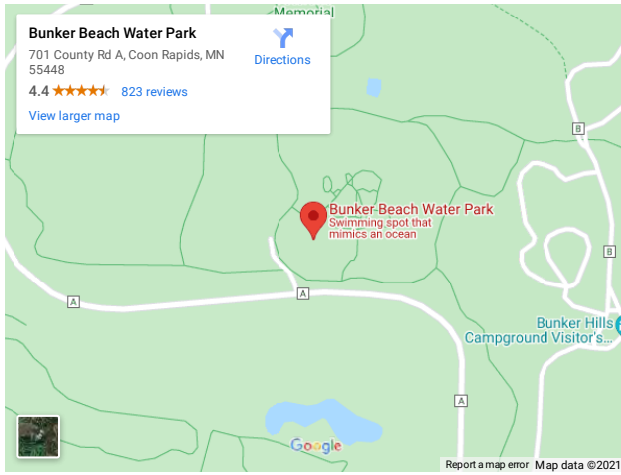 Memorial
Bunker Beach Water Park
701 County Rd A, Coon Rapids, MN
55448
Directions
4.4
823 reviews
View larger map
B
Bunker Beach Water Park
Swimming spot that
mimics an ocean
B
A
A
Bunker Hills
Campground Visitor's...
A
Google
Report a map error
Map data ©2021